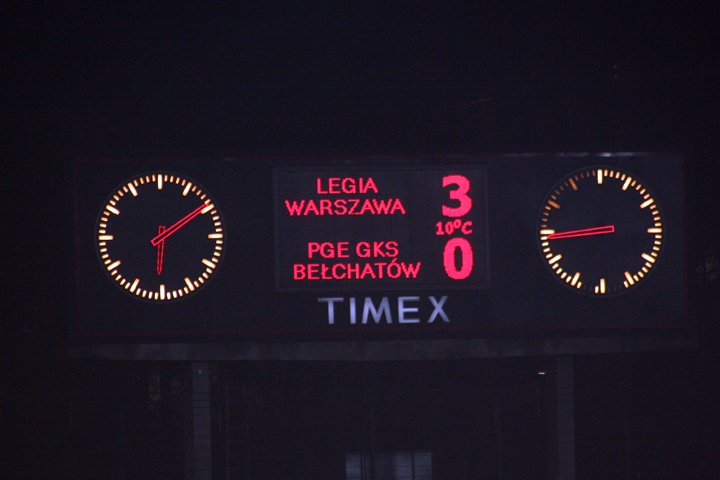 LEGIA
WARSZAWA
3
10°C
PGE GKS
BEŁCHATÓW
0
TIMEX